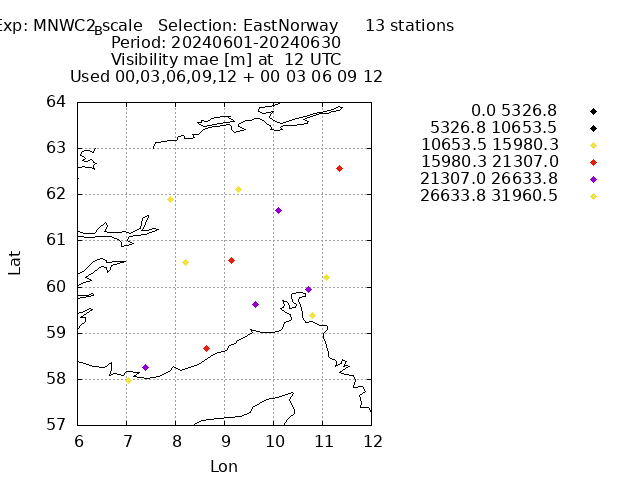 Exp: MNWC2_Bscale Selection: EastNorway 13 stations
Period: 20240601-20240630
Visibility mae [m] at 12 UTC
Used 00,03,06,09,12 + 00 03 06 09 12
0.0 5326.8
5326.8 10653.5
10653.5 15980.3
15980.3 21307.0
21307.0 26633.8
26633.8 31960.5
64
63
62
61
60
59
58
57
Lat
6 7 8 9 10 11 12
Lon